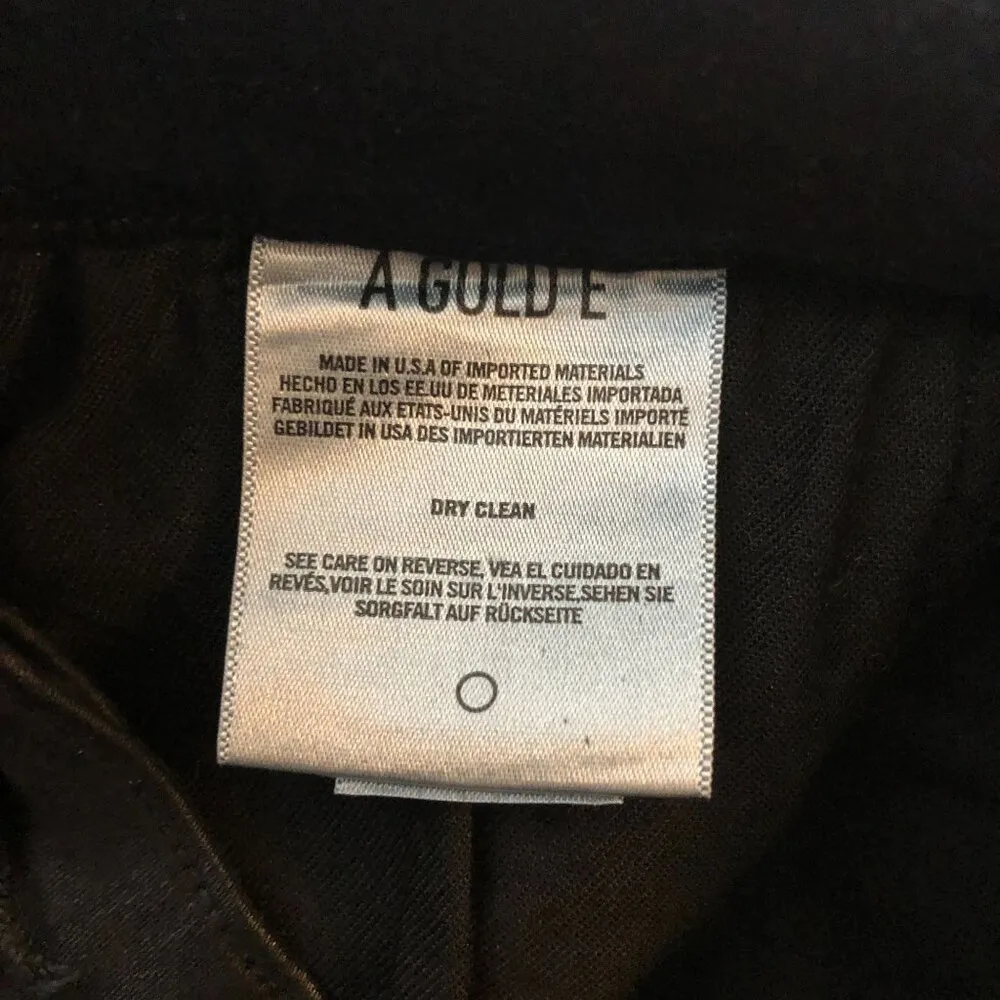 A GOLD E
MADE IN U.S.A OF IMPORTED MATERIALS
HECHO EN LOS EE.UU DE METERIALES IMPORTADA
FABRIQUÉ AUX ETATS-UNIS DU MATÉRIELS IMPORTÉ
GEBILDET IN USA DES IMPORTIERTEN MATERIALIEN
DRY CLEAN
SEE CARE ON REVERSE, VEA EL CUIDADO EN
REVÉS,VOIR LE SOIN SUR L'INVERSE.SEHEN SIE
SORGFALT AUF RÜCKSEITE